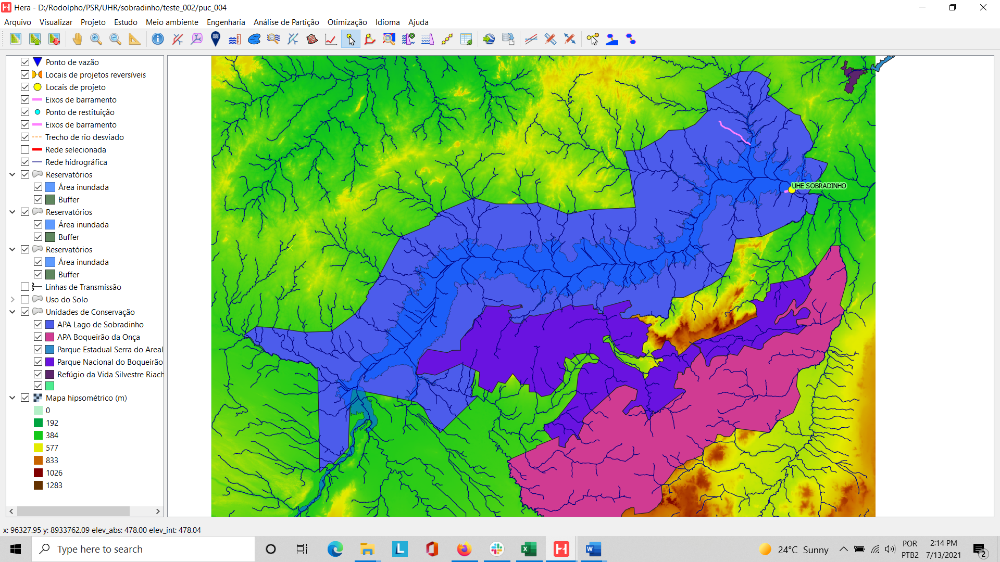 Hera - D:/Rodolpho/PSR/UHR/sobradinho/teste_002/puc_004
Arquivo Visualizar Projeto Estudo Meio ambiente Engenharia Análise de Partição Otimização Idioma Ajuda
Ponto de vazão
Locais de projetos reversíveis
Locais de projeto
Eixos de barramento
Ponto de restituição
Eixos de barramento
Trecho de rio desviado
Rede selecionada
Rede hidrográfica
Reservatórios
Área inundada
Buffer
Reservatórios
Área inundada
Buffer
Reservatórios
Área inundada
Buffer
Linhas de Transmissão
Uso do Solo
Unidades de Conservação
APA Lago de Sobradinho
APA Boqueirão da Onça
Parque Estadual Serra do Areal
Parque Nacional do Boqueirão
Refúgio da Vida Silvestre Riach
Mapa hipsométrico (m)
0
192
384
577
833
1026
1283
UHE SOBRADINHO
x: 96327.95 y: 8933762.09 elev_abs: 478.00 elev_int: 478.04
Type here to search
24°C Sunny
POR
PTB2
2:14 PM
7/13/2021
2